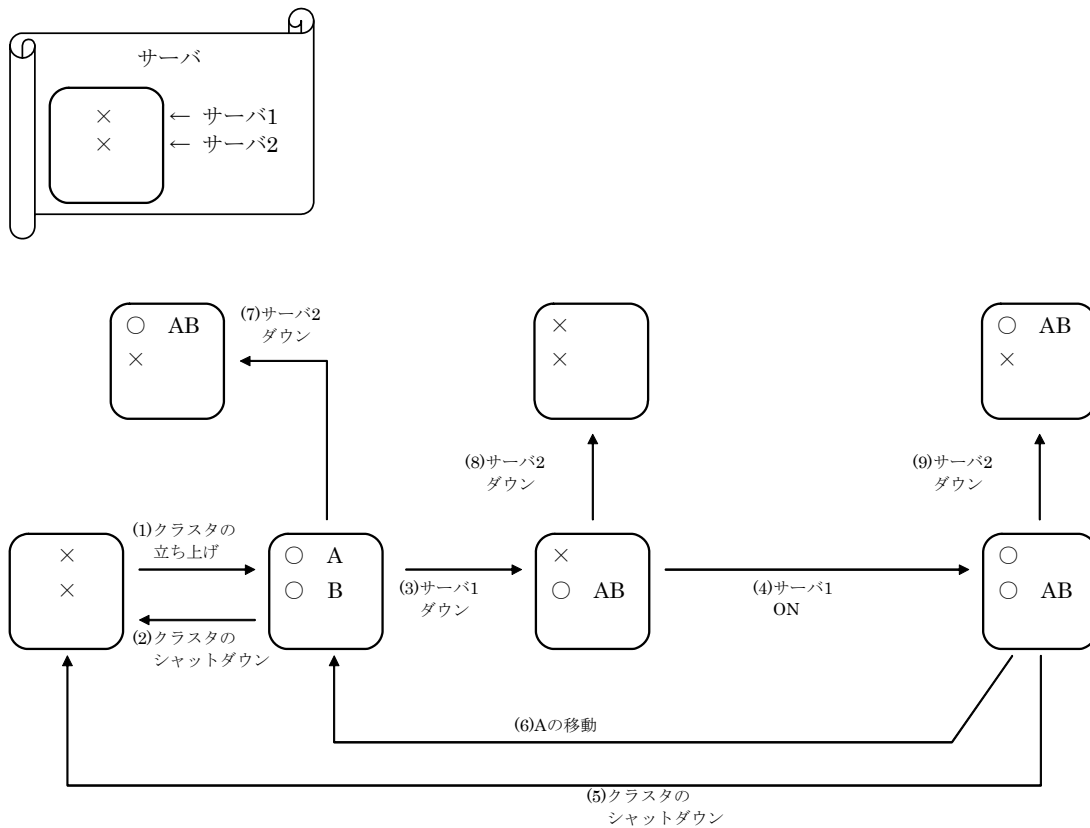 サーバ
× ← サーバ1
× ← サーバ2
○ AB
×
(7)サーバ2
ダウン
×
×
○ AB
×
(8)サーバ2
ダウン
(9)サーバ2
ダウン
×
×
(1)クラスタの
立ち上げ
(2)クラスタの
シャットダウン
○ A
○ B
(3)サーバ1
ダウン
×
○ AB
(4)サーバ1
ON
○
○ AB
(6)Aの移動
(5)クラスタの
シャットダウン